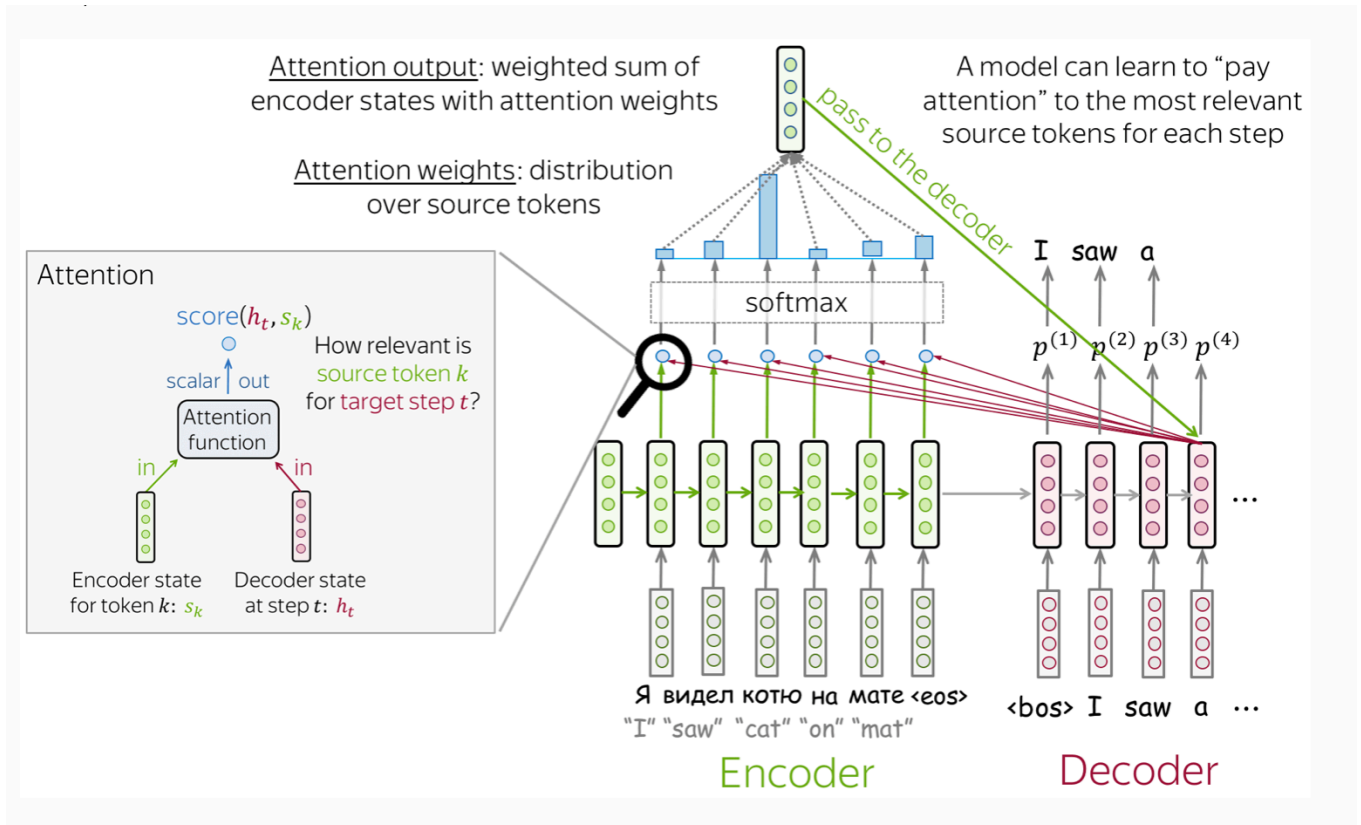 Attention output: weighted sum of
encoder states with attention weights
A model can learn to “pay
attention” to the most relevant
source tokens for each step
pass to the decoder
Attention weights: distribution
over source tokens
Attention
score(hₜ, sₖ)
How relevant is
source token k
for target step t?
scalar out
Attention
function
in in
Encoder state
for token k: sₖ
Decoder state
at step t: hₜ
softmax
I saw a
p⁽¹⁾ p⁽²⁾ p⁽³⁾ p⁽⁴⁾
...
Я видел котю на мате <eos>
“I” “saw” “cat” “on” “mat”
<bos> I saw a ...
Encoder
Decoder